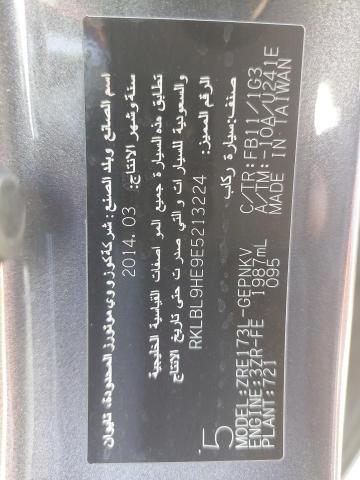 اسم الصانع وبلد الصنع: شركة كوزووي موتورز المحدودة، تايوان
سنة وشهر الانتاج: 2014.03
تطابق هذه السيارة جميع المواصفات القياسية الخليجية
والسعودية للسيارات والتي صدرت حتى تاريخ الانتاج
الرقم المميز: RKLBL9HE9E5213224
صنف: سيارة ركاب
5
MODEL:ZRE173L-GEPNKV C/TR:FB11/1G3
ENGINE:3ZR-FE 1987mL A/TM:-10A/U241E
PLANT:721 095 MADE IN TAIWAN